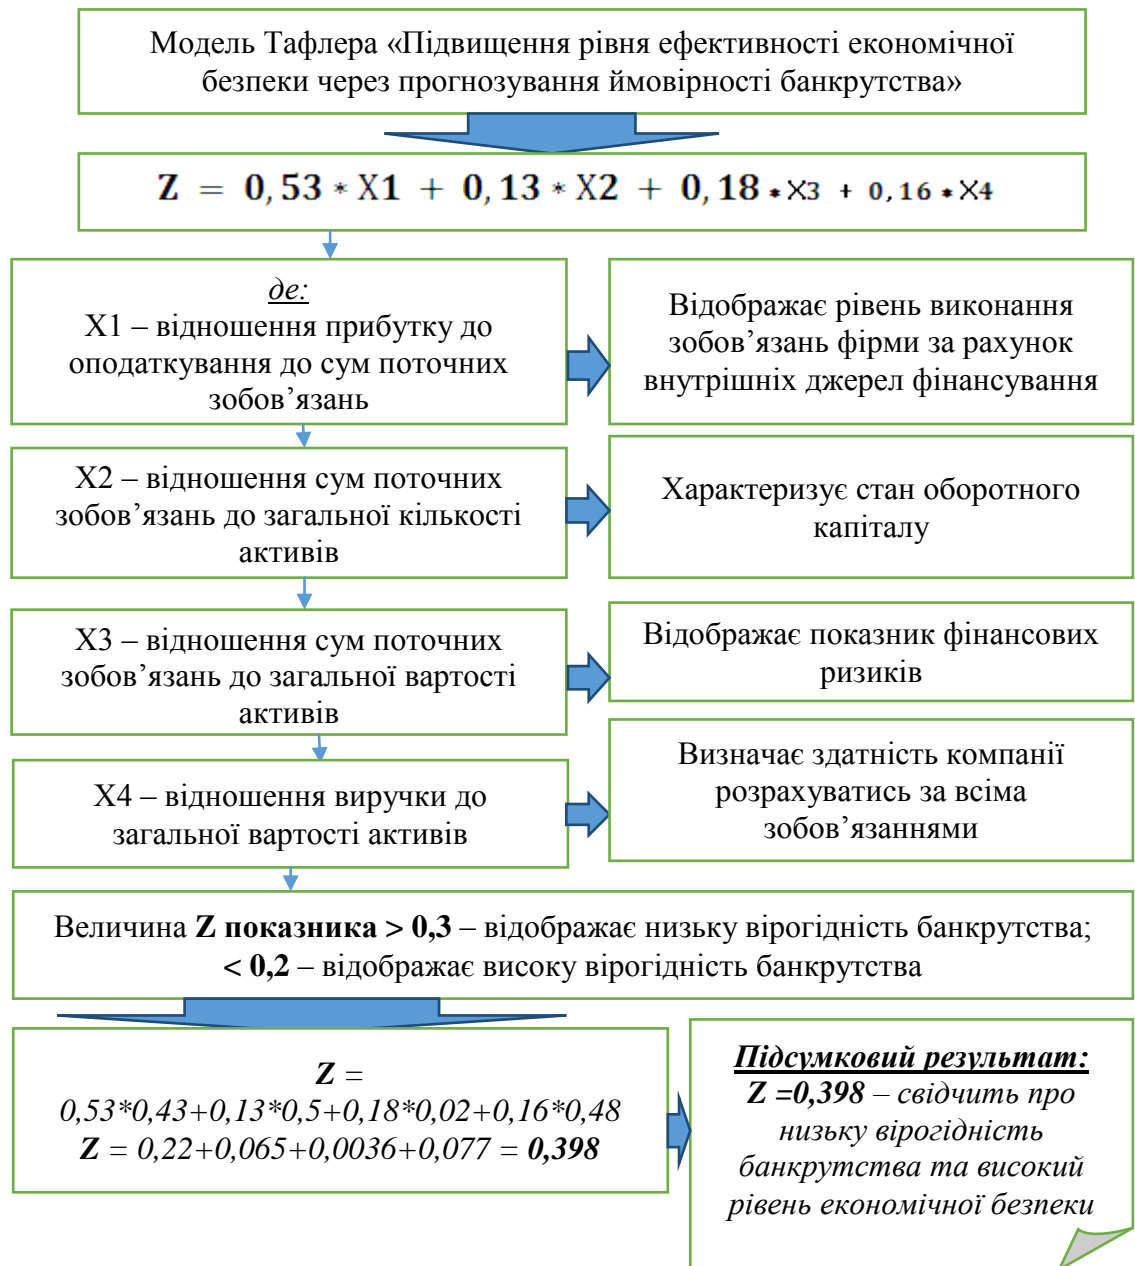 Модель Тафлера «Підвищення рівня ефективності економічної
безпеки через прогнозування ймовірності банкрутства»
Z = 0,53 * X1 + 0,13 * X2 + 0,18 * X3 + 0,16 * X4
де:
Х1 – відношення прибутку до
оподаткування до сум поточних
зобов’язань
Відображає рівень виконання
зобов’язань фірми за рахунок
внутрішніх джерел фінансування
Х2 – відношення сум поточних
зобов’язань до загальної кількості
активів
Характеризує стан оборотного
капіталу
Х3 – відношення сум поточних
зобов’язань до загальної вартості
активів
Відображає показник фінансових
ризиків
Х4 – відношення виручки до
загальної вартості активів
Визначає здатність компанії
розрахуватись за всіма
зобов’язаннями
Величина Z показника > 0,3 – відображає низьку вірогідність банкрутства;
< 0,2 – відображає високу вірогідність банкрутства
Z =
0,53*0,43+0,13*0,5+0,18*0,02+0,16*0,48
Z = 0,22+0,065+0,0036+0,077 = 0,398
Підсумковий результат:
Z =0,398 – свідчить про
низьку вірогідність
банкрутства та високий
рівень економічної безпеки